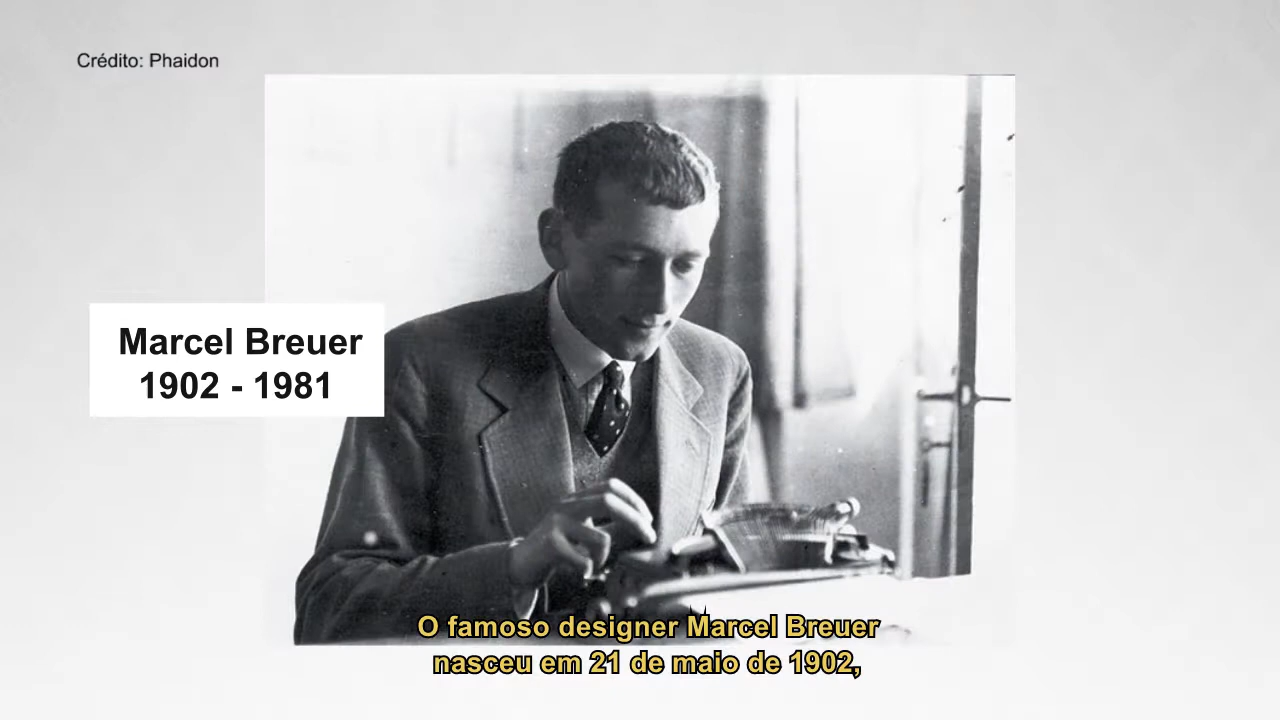 Crédito: Phaidon
Marcel Breuer
1902 - 1981
O famoso designer Marcel Breuer
nasceu em 21 de maio de 1902,